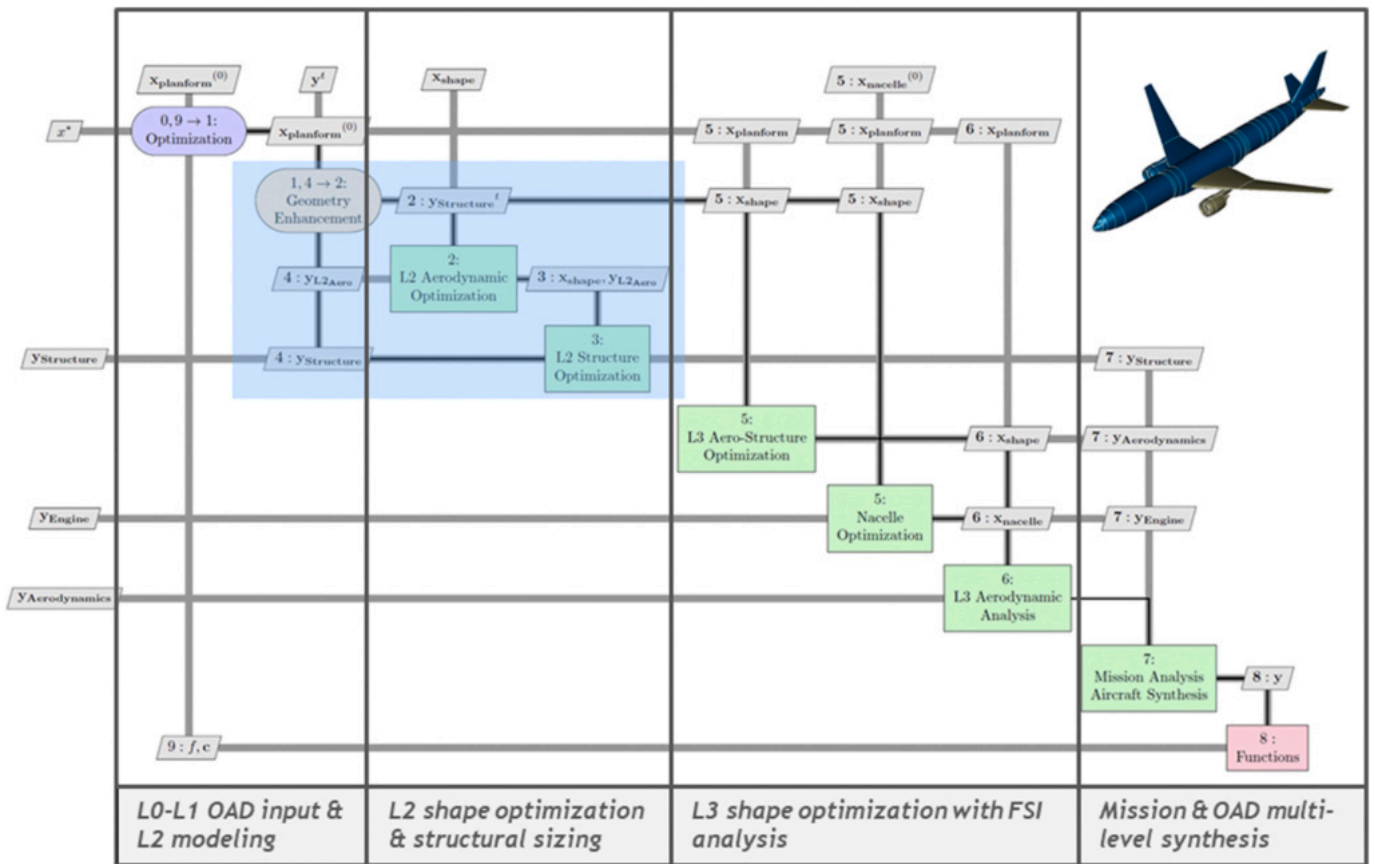 x_planform^(0)
y^t
x_shape
5 : x_nacelle^(0)
x*
0, 9 → 1:
Optimization
x_planform^(0)
5 : x_planform
5 : x_planform
6 : x_planform
1, 4 → 2:
Geometry
Enhancement
2 : y_Structure^t
5 : x_shape
5 : x_shape
4 : y_L2Aero
2:
L2 Aerodynamic
Optimization
3 : x_shape, y_L2Aero
y_Structure
4 : y_Structure
3:
L2 Structure
Optimization
7 : y_Structure
5:
L3 Aero-Structure
Optimization
6 : x_shape
7 : y_Aerodynamics
y_Engine
5:
Nacelle
Optimization
6 : x_nacelle
7 : y_Engine
y_Aerodynamics
6:
L3 Aerodynamic
Analysis
7:
Mission Analysis
Aircraft Synthesis
8 : y
9 : f, c
8 :
Functions
L0-L1 OAD input &
L2 modeling
L2 shape optimization
& structural sizing
L3 shape optimization with FSI
analysis
Mission & OAD multi-
level synthesis